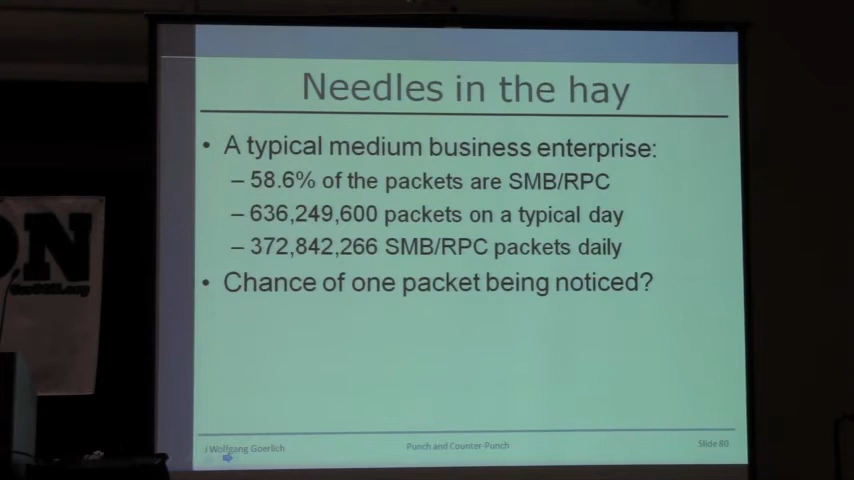 Needles in the hay
• A typical medium business enterprise:
– 58.6% of the packets are SMB/RPC
– 636,249,600 packets on a typical day
– 372,842,266 SMB/RPC packets daily
• Chance of one packet being noticed?
J Wolfgang Goerlich
Punch and Counter-Punch
Slide 80
ON